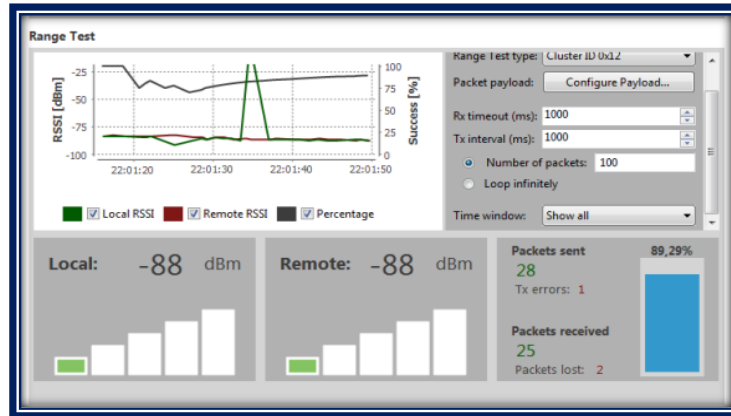 Range Test
Range Test type: Cluster ID 0x12
Packet payload: Configure Payload...
Rx timeout (ms): 1000
Tx interval (ms): 1000
Number of packets: 100
Loop infinitely
Time window: Show all
RSSI [dBm]
-25
-50
-75
-100
100
75
50
25
0
Success [%]
22:01:20 22:01:30 22:01:40 22:01:50
Local RSSI Remote RSSI Percentage
Local: -88 dBm
Remote: -88 dBm
Packets sent 89,29%
28
Tx errors: 1
Packets received
25
Packets lost: 2